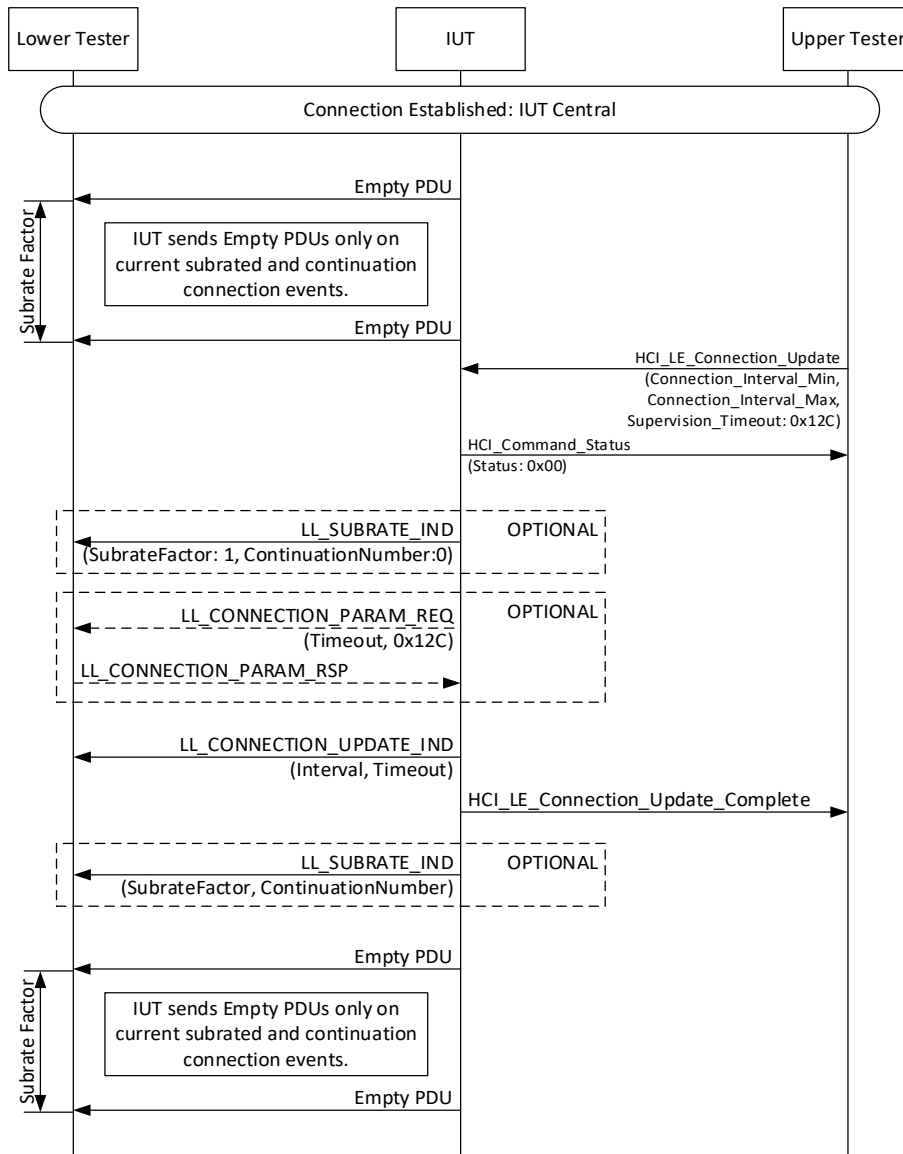 Lower Tester
IUT
Upper Tester
Connection Established: IUT Central
Empty PDU
Subrate Factor
IUT sends Empty PDUs only on
current subrated and continuation
connection events.
Empty PDU
HCI_LE_Connection_Update
(Connection_Interval_Min,
Connection_Interval_Max,
Supervision_Timeout: 0x12C)
HCI_Command_Status
(Status: 0x00)
LL_SUBRATE_IND
OPTIONAL
(SubrateFactor: 1, ContinuationNumber:0)
LL_CONNECTION_PARAM_REQ
OPTIONAL
(Timeout, 0x12C)
LL_CONNECTION_PARAM_RSP
LL_CONNECTION_UPDATE_IND
(Interval, Timeout)
HCI_LE_Connection_Update_Complete
LL_SUBRATE_IND
OPTIONAL
(SubrateFactor, ContinuationNumber)
Empty PDU
Subrate Factor
IUT sends Empty PDUs only on
current subrated and continuation
connection events.
Empty PDU